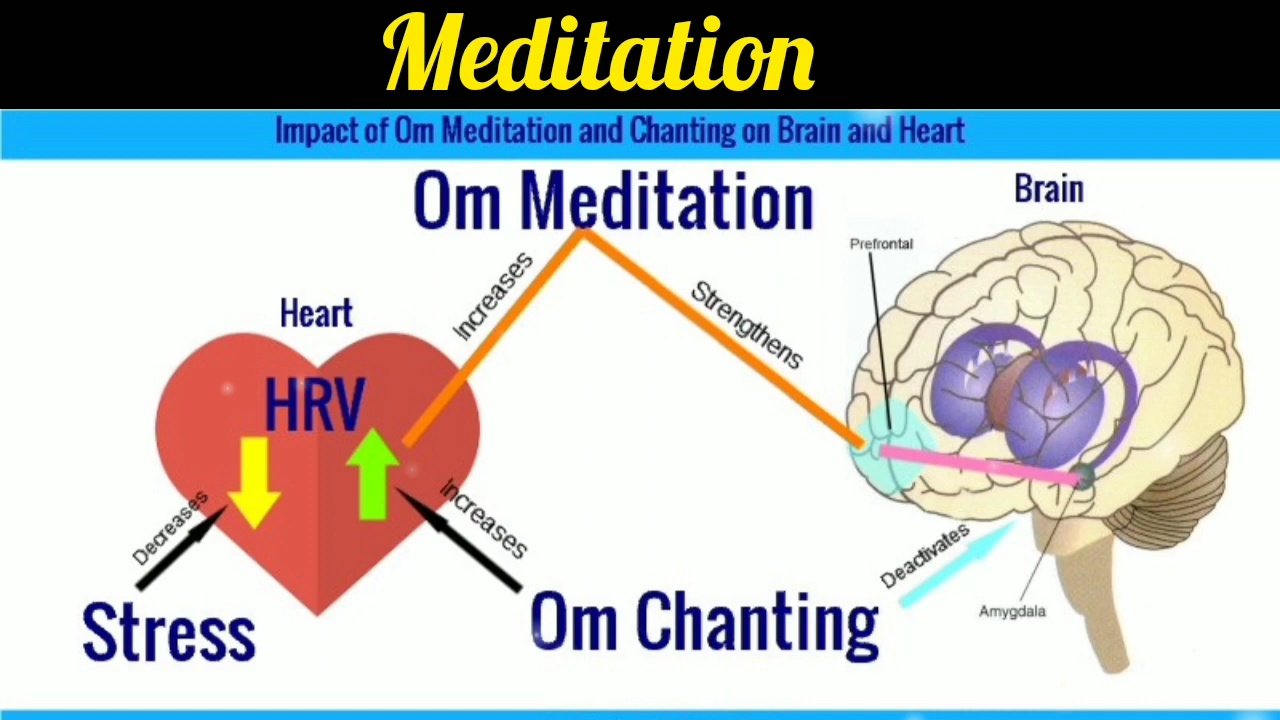 Meditation
Impact of Om Meditation and Chanting on Brain and Heart
Om Meditation
Brain
Prefrontal
Increases
Strengthens
Heart
HRV
Decreases
Increases
Deactivates
Stress
Om Chanting
Amygdala